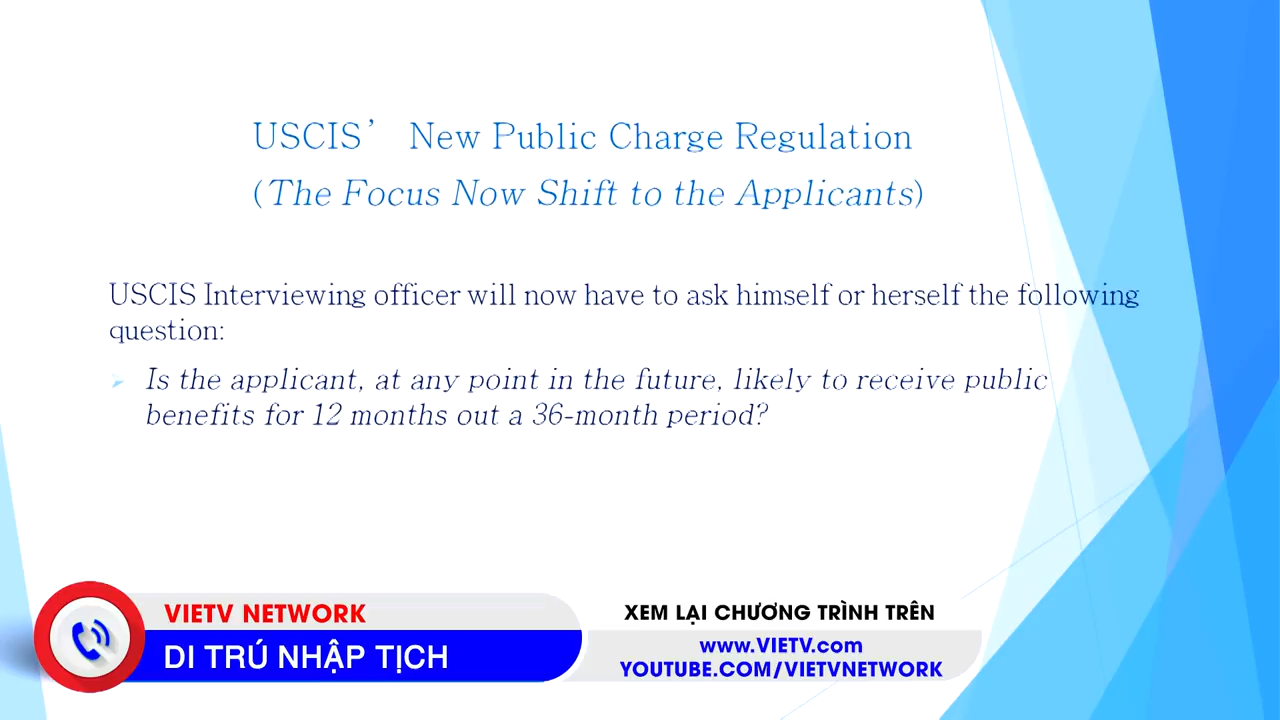 USCIS’ New Public Charge Regulation
(The Focus Now Shift to the Applicants)
USCIS Interviewing officer will now have to ask himself or herself the following
question:
Is the applicant, at any point in the future, likely to receive public
benefits for 12 months out a 36-month period?
VIETV NETWORK
DI TRÚ NHẬP TỊCH
XEM LẠI CHƯƠNG TRÌNH TRÊN
www.VIETV.com
YOUTUBE.COM/VIETVNETWORK